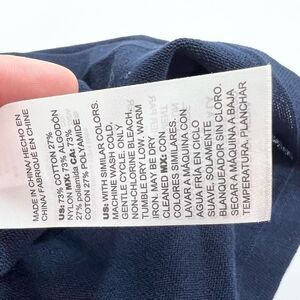 MADE IN CHINA/ HECHO EN
CHINA/ FABRIQUÉ EN CHINE
US: 73% COTTON 27%
NYLON MX: 73% ALGODON
27% poliamida CA: 73%
COTON 27% POLYAMIDE
US: WITH SIMILAR COLORS.
MACHINE WASH COLD.
GENTLE CYCLE. ONLY
NON-CHLORINE BLEACH.
TUMBLE DRY LOW. WARM
IRON. MAY BE DRY
CLEANED MX: CON
COLORES SIMILARES.
LAVAR A MÁQUINA CON
AGUA FRÍA EN CICLO
SUAVE. SOLAMENTE
BLANQUEADOR SIN CLORO.
SECAR A MÁQUINA A BAJA
TEMPERATURA. PLANCHAR